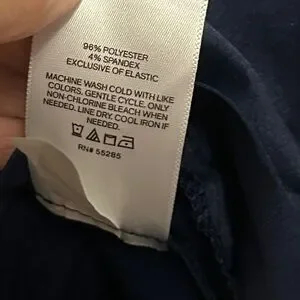 96% POLYESTER
4% SPANDEX
EXCLUSIVE OF ELASTIC
MACHINE WASH COLD WITH LIKE
COLORS. GENTLE CYCLE. ONLY
NON-CHLORINE BLEACH WHEN
NEEDED. LINE DRY. COOL IRON IF
NEEDED.
RN# 55285